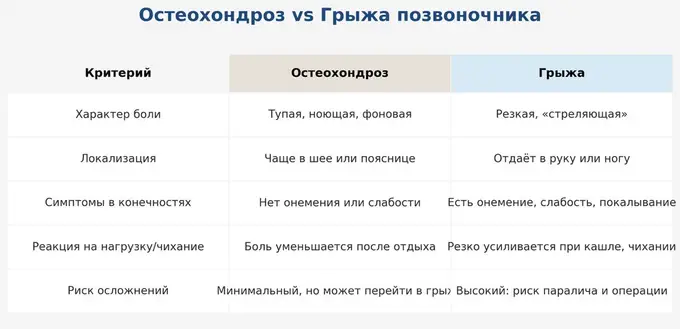 Остеохондроз vs Грыжа позвоночника
Критерий Остеохондроз Грыжа
Характер боли Тупая, ноющая, фоновая Резкая, «стреляющая»
Локализация Чаще в шее или пояснице Отдаёт в руку или ногу
Симптомы в конечностях Нет онемения или слабости Есть онемение, слабость, покалывание
Реакция на нагрузку/чихание Боль уменьшается после отдыха Резко усиливается при кашле, чихании
Риск осложнений Минимальный, но может перейти в Высокий: риск паралича и операции